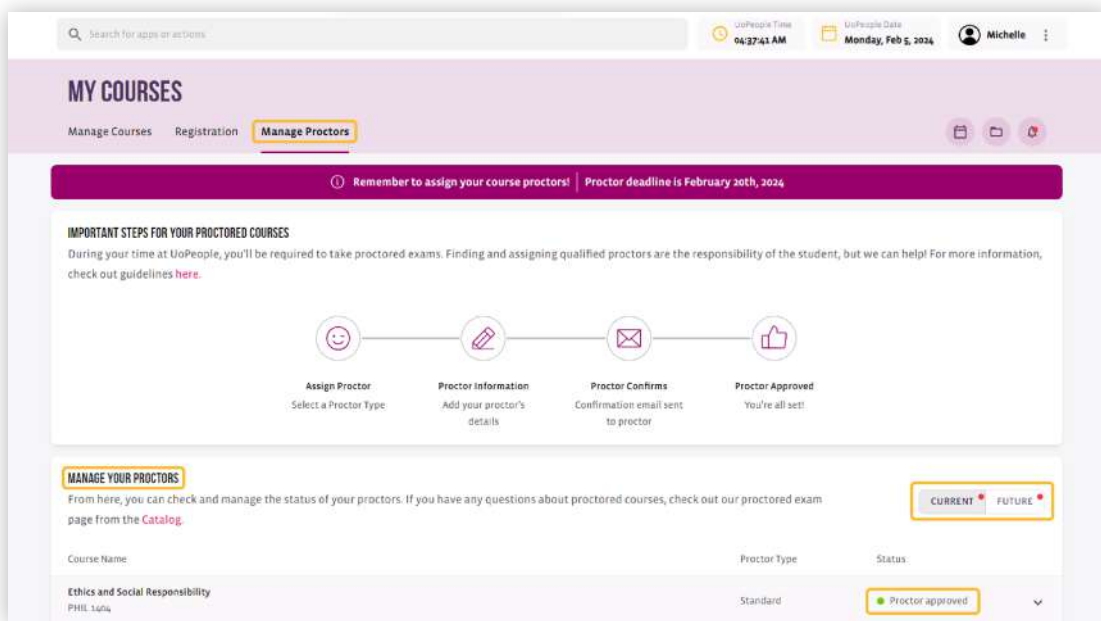 Search for apps or actions
UoPeople Time
04:37:41 AM
UoPeople Date
Monday, Feb 5, 2024
Michelle
MY COURSES
Manage Courses
Registration
Manage Proctors
Remember to assign your course proctors! | Proctor deadline is February 20th, 2024
IMPORTANT STEPS FOR YOUR PROCTORED COURSES
During your time at UoPeople, you'll be required to take proctored exams. Finding and assigning qualified proctors are the responsibility of the student, but we can help! For more information,
check out guidelines here.
Assign Proctor
Select a Proctor Type
Proctor Information
Add your proctor's
details
Proctor Confirms
Confirmation email sent
to proctor
Proctor Approved
You're all set!
MANAGE YOUR PROCTORS
From here, you can check and manage the status of your proctors. If you have any questions about proctored courses, check out our proctored exam
page from the Catalog.
CURRENT
FUTURE
Course Name
Proctor Type
Status
Ethics and Social Responsibility
PHIL 1404
Standard
Proctor approved